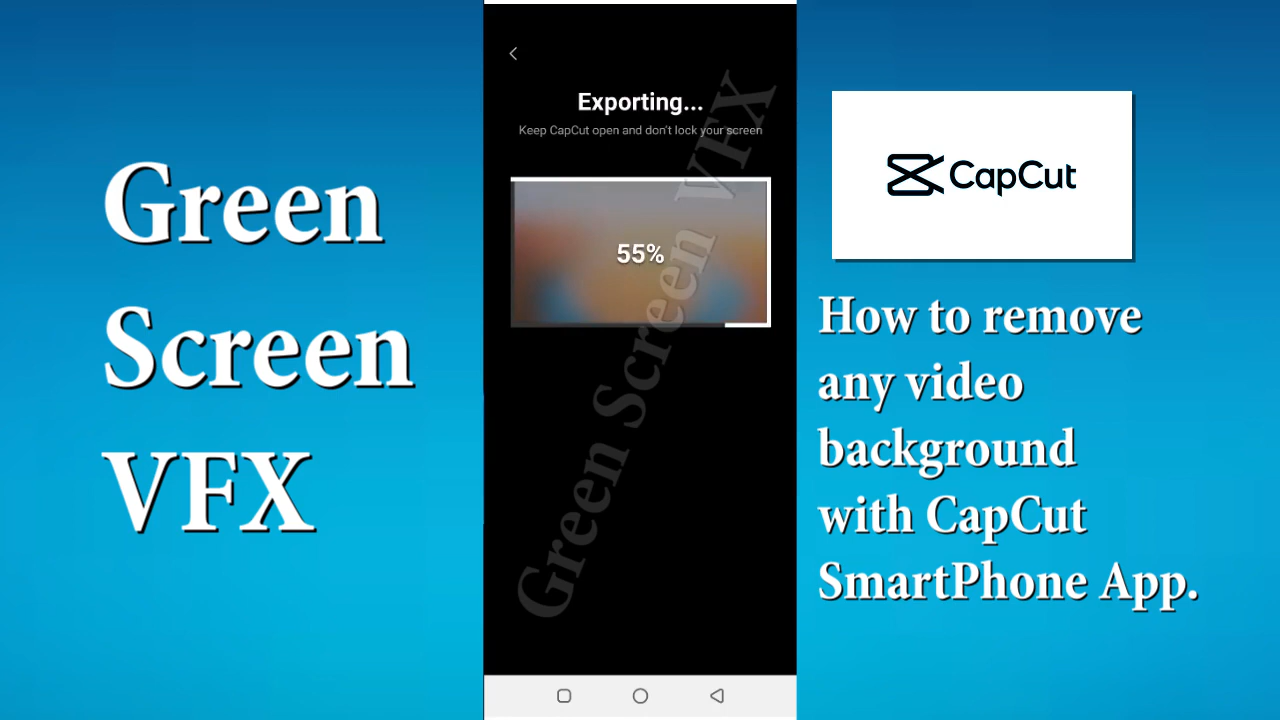 Green
Screen
VFX
Exporting...
Keep CapCut open and don't lock your screen
55%
Green Screen VFX
CapCut
How to remove
any video
background
with CapCut
SmartPhone App.